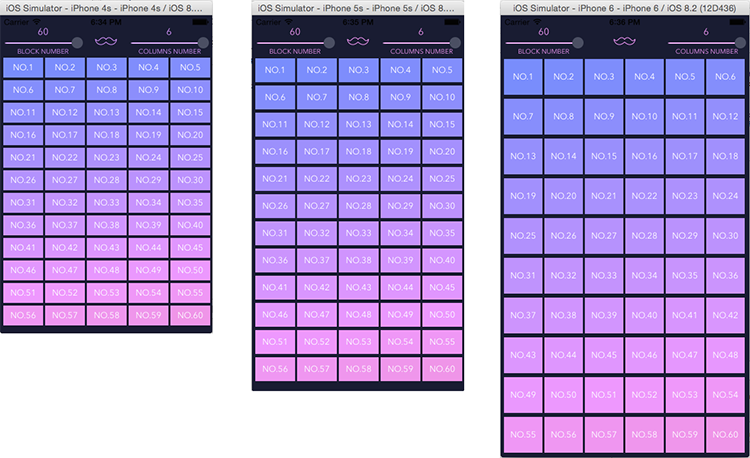 iOS Simulator - iPhone 4s - iPhone 4s / iOS 8....
Carrier 6:34 PM
60 6
BLOCK NUMBER COLUMNS NUMBER
NO.1 NO.2 NO.3 NO.4 NO.5
NO.6 NO.7 NO.8 NO.9 NO.10
NO.11 NO.12 NO.13 NO.14 NO.15
NO.16 NO.17 NO.18 NO.19 NO.20
NO.21 NO.22 NO.23 NO.24 NO.25
NO.26 NO.27 NO.28 NO.29 NO.30
NO.31 NO.32 NO.33 NO.34 NO.35
NO.36 NO.37 NO.38 NO.39 NO.40
NO.41 NO.42 NO.43 NO.44 NO.45
NO.46 NO.47 NO.48 NO.49 NO.50
NO.51 NO.52 NO.53 NO.54 NO.55
NO.56 NO.57 NO.58 NO.59 NO.60
iOS Simulator - iPhone 5s - iPhone 5s / iOS 8....
Carrier 6:35 PM
60 6
BLOCK NUMBER COLUMNS NUMBER
NO.1 NO.2 NO.3 NO.4 NO.5
NO.6 NO.7 NO.8 NO.9 NO.10
NO.11 NO.12 NO.13 NO.14 NO.15
NO.16 NO.17 NO.18 NO.19 NO.20
NO.21 NO.22 NO.23 NO.24 NO.25
NO.26 NO.27 NO.28 NO.29 NO.30
NO.31 NO.32 NO.33 NO.34 NO.35
NO.36 NO.37 NO.38 NO.39 NO.40
NO.41 NO.42 NO.43 NO.44 NO.45
NO.46 NO.47 NO.48 NO.49 NO.50
NO.51 NO.52 NO.53 NO.54 NO.55
NO.56 NO.57 NO.58 NO.59 NO.60
iOS Simulator - iPhone 6 - iPhone 6 / iOS 8.2 (12D436)
Carrier 6:36 PM
60 6
BLOCK NUMBER COLUMNS NUMBER
NO.1 NO.2 NO.3 NO.4 NO.5 NO.6
NO.7 NO.8 NO.9 NO.10 NO.11 NO.12
NO.13 NO.14 NO.15 NO.16 NO.17 NO.18
NO.19 NO.20 NO.21 NO.22 NO.23 NO.24
NO.25 NO.26 NO.27 NO.28 NO.29 NO.30
NO.31 NO.32 NO.33 NO.34 NO.35 NO.36
NO.37 NO.38 NO.39 NO.40 NO.41 NO.42
NO.43 NO.44 NO.45 NO.46 NO.47 NO.48
NO.49 NO.50 NO.51 NO.52 NO.53 NO.54
NO.55 NO.56 NO.57 NO.58 NO.59 NO.60